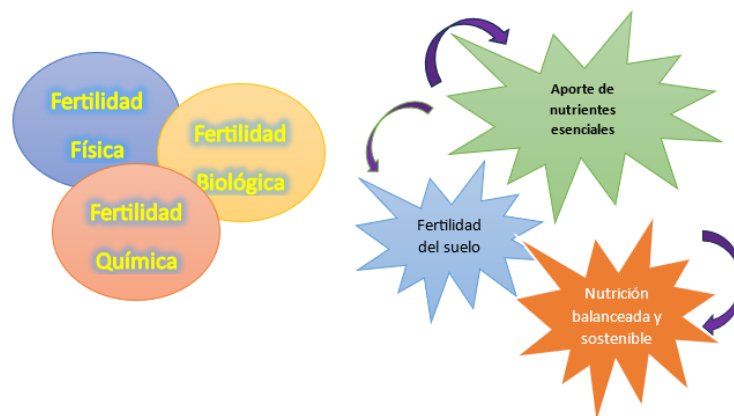 Fertilidad
Física
Fertilidad
Biológica
Fertilidad
Química
Aporte de
nutrientes
esenciales
Fertilidad
del suelo
Nutrición
balanceada y
sostenible